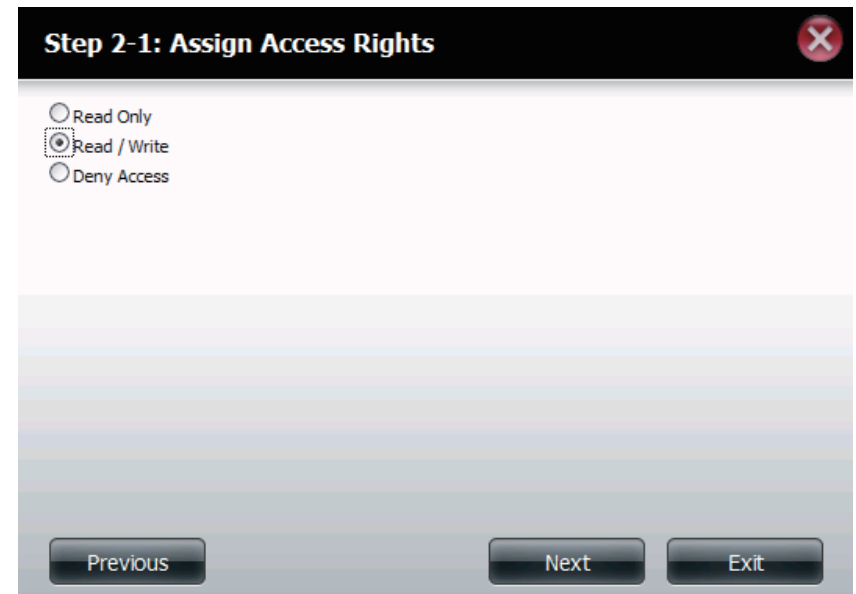 Step 2-1: Assign Access Rights
Read Only
Read / Write
Deny Access
Previous Next Exit